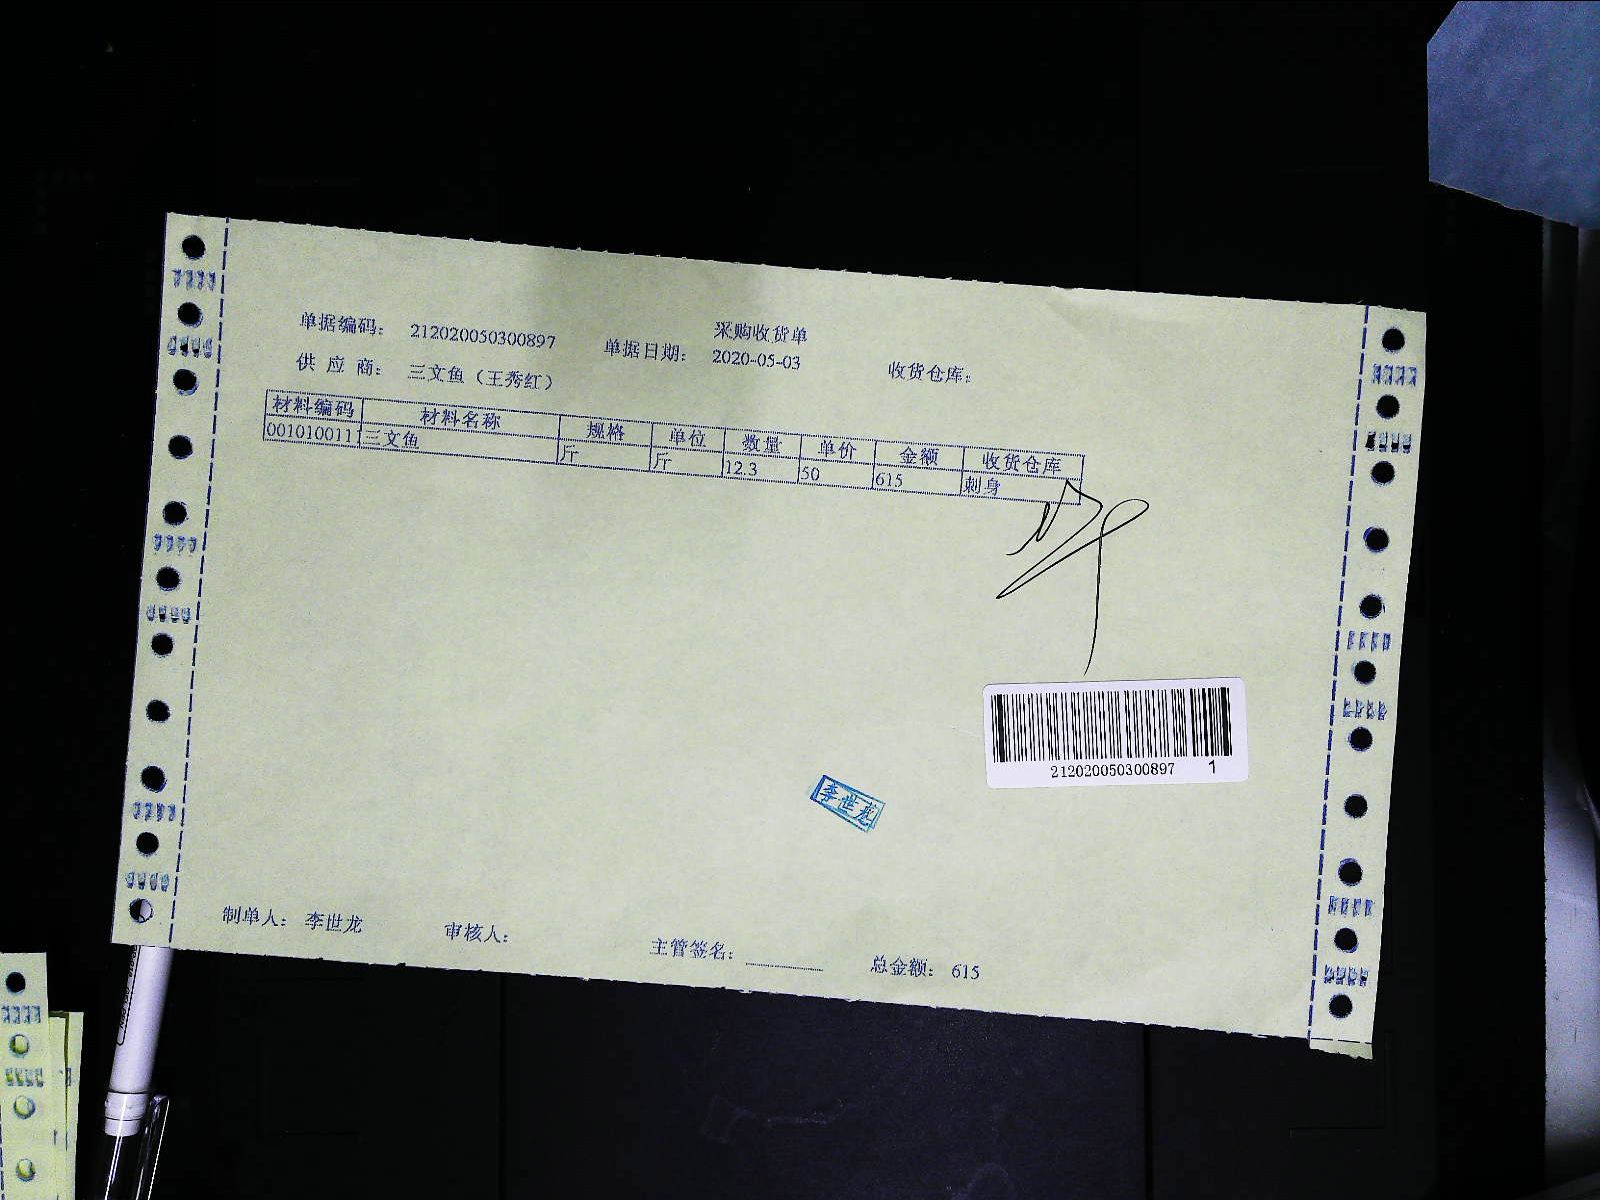 采购收货单
单据编码： 212020050300897 单据日期： 2020-05-03 收货仓库：
供 应 商： 三文鱼（王秀红）
材料编码 材料名称 规格 单位 数量 单价 金额 收货仓库
001010011 三文鱼 斤 斤 12.3 50 615 刺身
212020050300897 1
李世龙
制单人： 李世龙 审核人： 主管签名： 总金额： 615